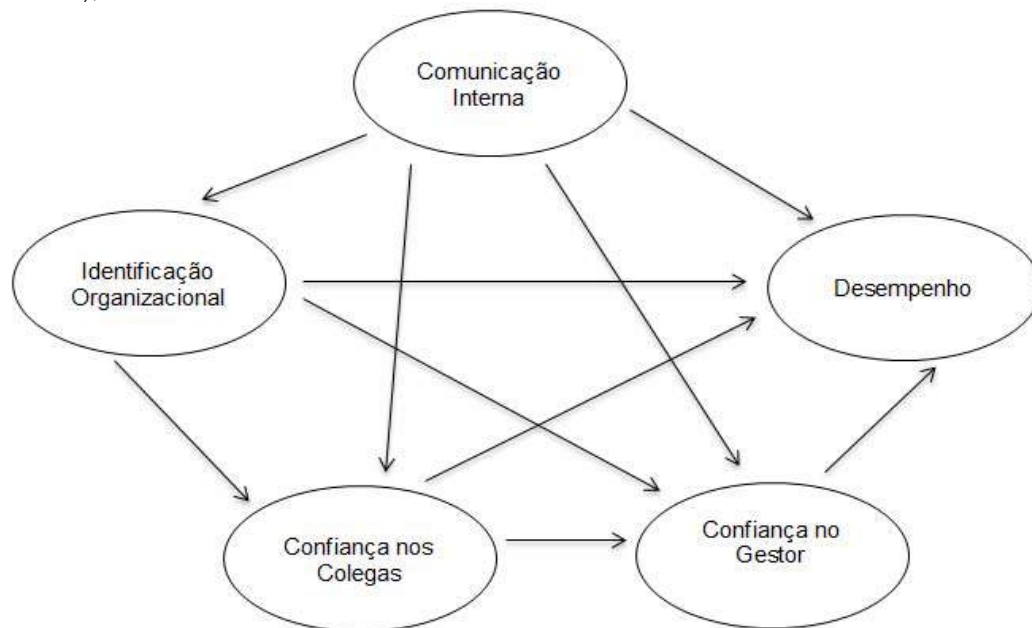 Comunicação
Interna
Identificação
Organizacional
Desempenho
Confiança nos
Colegas
Confiança no
Gestor